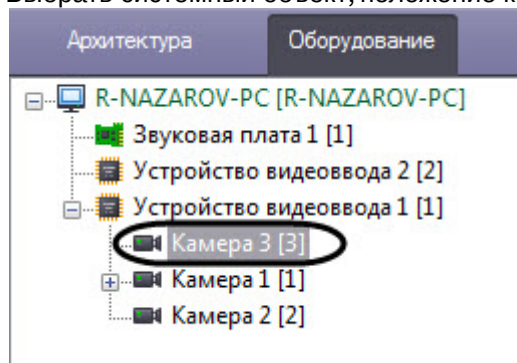 Выбрать системный объект, положение к
Архитектура Оборудование
R-NAZAROV-PC [R-NAZAROV-PC]
Звуковая плата 1 [1]
Устройство видеоввода 2 [2]
Устройство видеоввода 1 [1]
Камера 3 [3]
Камера 1 [1]
Камера 2 [2]